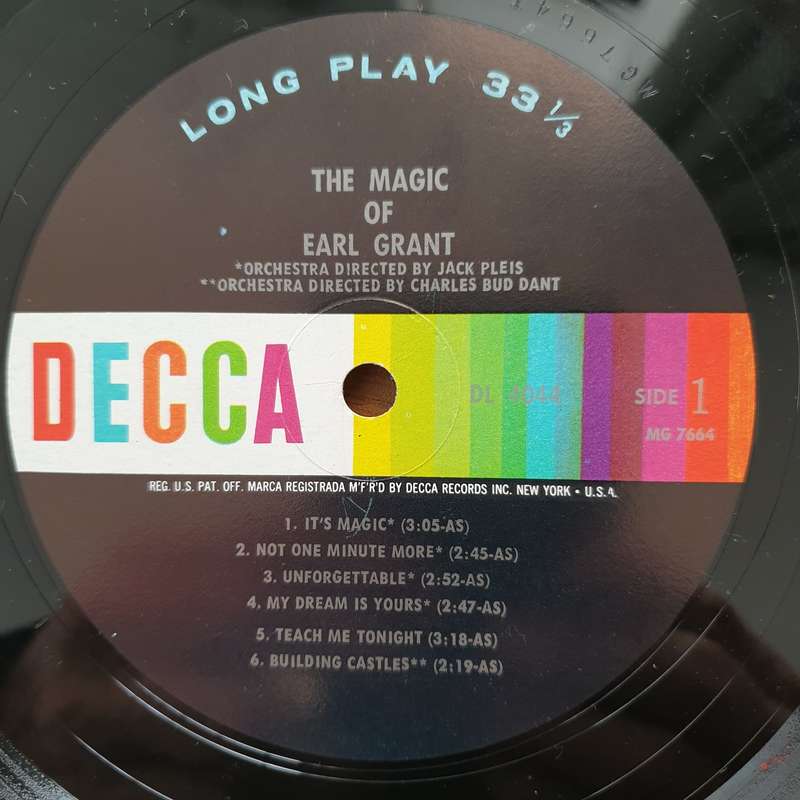 LONG PLAY 33 1/3
THE MAGIC
OF
EARL GRANT
*ORCHESTRA DIRECTED BY JACK PLEIS
**ORCHESTRA DIRECTED BY CHARLES BUD DANT
DECCA
DL 4044
SIDE 1
MG 7664
REG. U.S. PAT. OFF. MARCA REGISTRADA M'F'R'D BY DECCA RECORDS INC. NEW YORK • U.S.A.
1. IT'S MAGIC* (3:05-AS)
2. NOT ONE MINUTE MORE* (2:45-AS)
3. UNFORGETTABLE* (2:52-AS)
4. MY DREAM IS YOURS* (2:47-AS)
5. TEACH ME TONIGHT (3:18-AS)
6. BUILDING CASTLES** (2:19-AS)